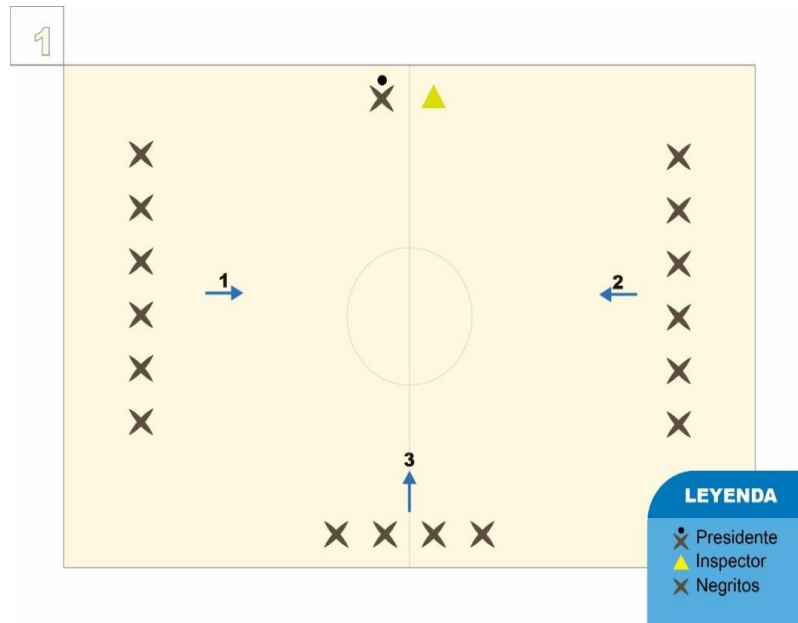 1
1
2
3
LEYENDA
Presidente
Inspector
Negritos